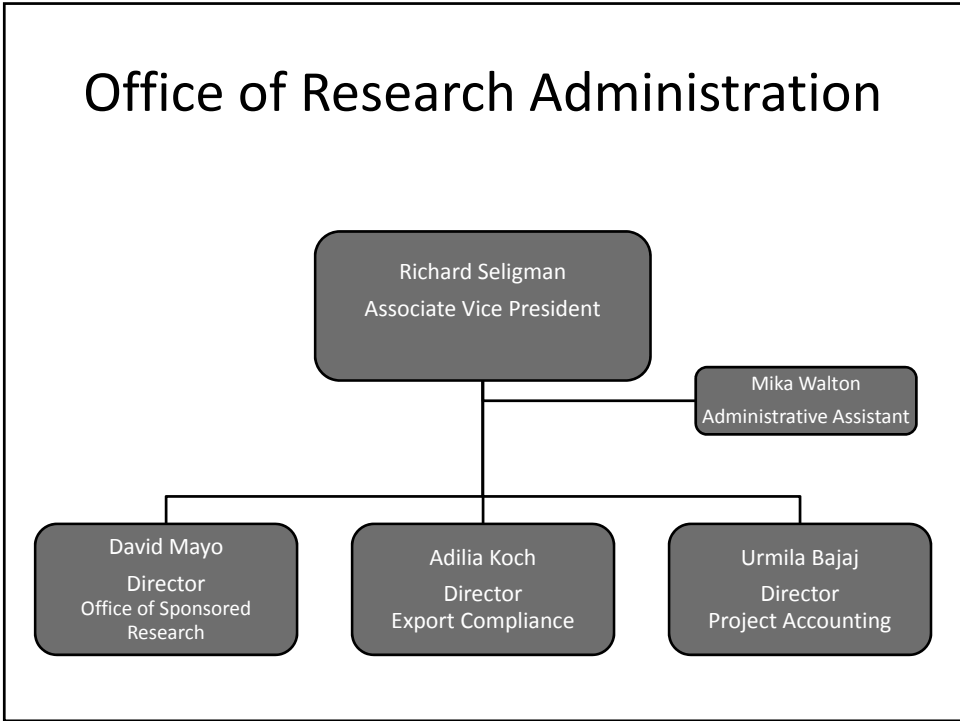 Office of Research Administration
Richard Seligman
Associate Vice President
Mika Walton
Administrative Assistant
David Mayo
Director
Office of Sponsored
Research
Adilia Koch
Director
Export Compliance
Urmila Bajaj
Director
Project Accounting